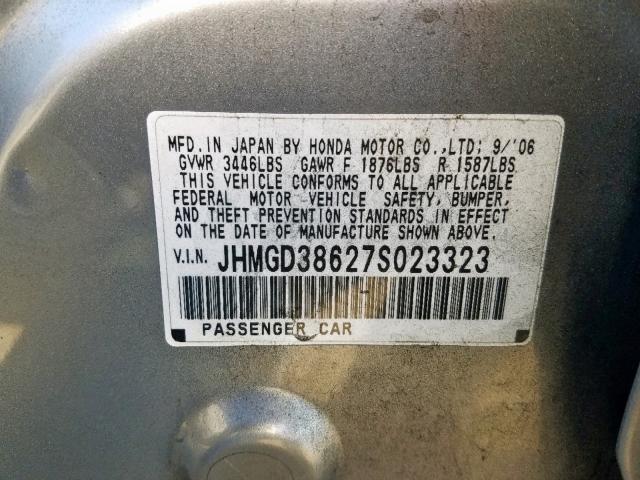 MFD. IN JAPAN BY HONDA MOTOR CO.,LTD; 9/'06
GVWR 3446LBS GAWR F 1876LBS R 1587LBS
THIS VEHICLE CONFORMS TO ALL APPLICABLE
FEDERAL MOTOR VEHICLE SAFETY, BUMPER,
AND THEFT PREVENTION STANDARDS IN EFFECT
ON THE DATE OF MANUFACTURE SHOWN ABOVE.
V.I.N. JHMGD38627S023323
PASSENGER CAR